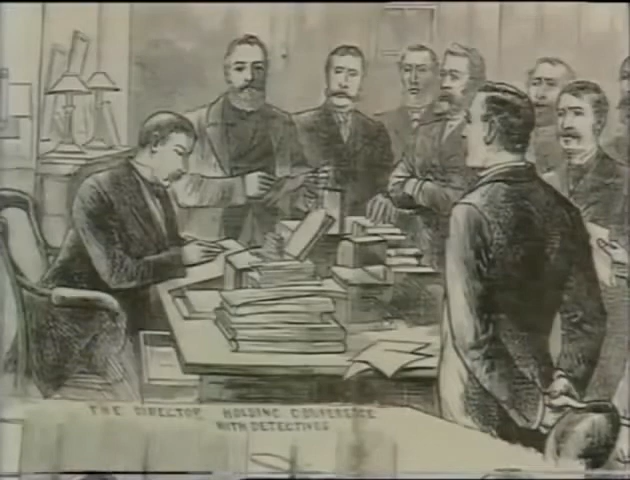 THE DIRECTOR HOLDING CONFERENCE
WITH DETECTIVES